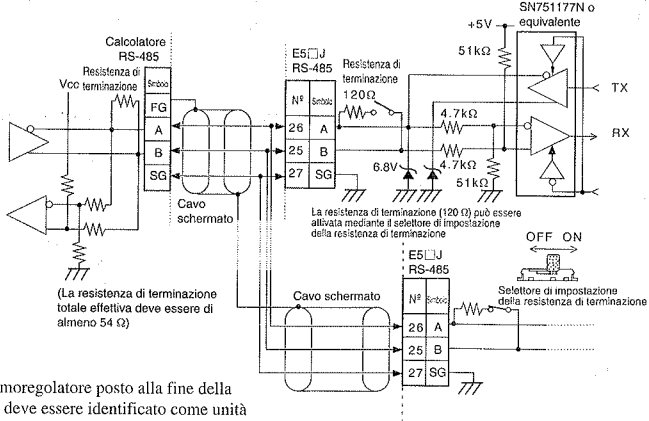 SN751177N o
equivalente
+5V
51kΩ
TX
RX
Calcolatore
RS-485
Resistenza di
terminazione
Vcc
Simbolo
FG
A
B
SG
E5□J
RS-485
Nº
Simbolo
26 A
25 B
27 SG
Resistenza di
terminazione
120Ω
4.7kΩ
4.7kΩ
6.8V
51kΩ
Cavo
schermato
La resistenza di terminazione (120 Ω) può essere
attivata mediante il selettore di impostazione
della resistenza di terminazione
OFF ON
Selettore di impostazione
della resistenza di terminazione
(La resistenza di terminazione
totale effettiva deve essere di
almeno 54 Ω)
Cavo schermato
E5□J
RS-485
Nº
Simbolo
26 A
25 B
27 SG
moregolatore posto alla fine della
deve essere identificato come unità